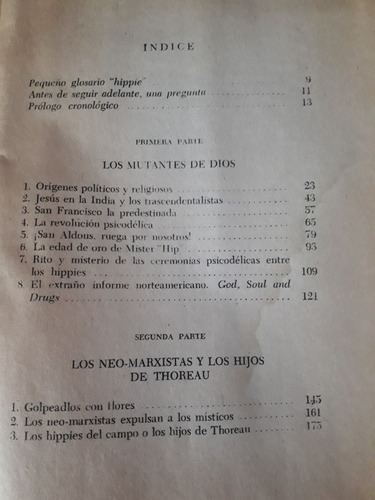 INDICE
Pequeño glosario "hippie" 9
Antes de seguir adelante, una pregunta 11
Prólogo cronológico 13
PRIMERA PARTE
LOS MUTANTES DE DIOS
1. Orígenes políticos y religiosos 23
2. Jesús en la India y los trascendentalistas 43
3. San Francisco la predestinada 57
4. La revolución psicodélica 65
5. ¡San Aldous, ruega por nosotros! 79
6. La edad de oro de Mister "Hip" 93
7. Rito y misterio de las ceremonias psicodélicas entre
los hippies 109
8 El extraño informe norteamericano. God, Soul and
Drugs 121
SEGUNDA PARTE
LOS NEO-MARXISTAS Y LOS HIJOS
DE THOREAU
1. Golpeadlos con flores 145
2. Los neo-marxistas expulsan a los místicos 161
3. Los hippies del campo o los hijos de Thoreau 175